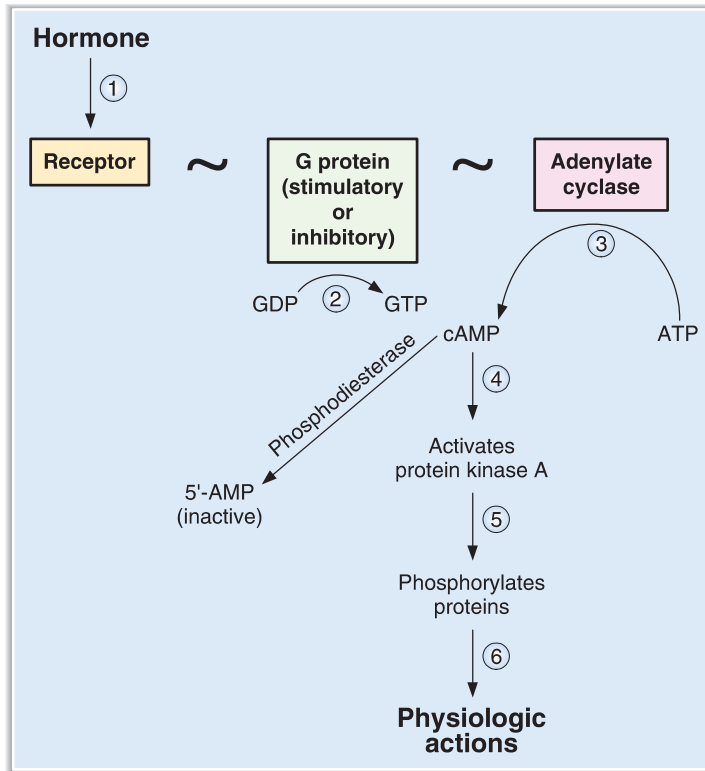 Hormone
①
Receptor
~
G protein
(stimulatory
or
inhibitory)
~
Adenylate
cyclase
③
GDP
②
GTP
cAMP
ATP
Phosphodiesterase
④
Activates
protein kinase A
5'-AMP
(inactive)
⑤
Phosphorylates
proteins
⑥
Physiologic
actions